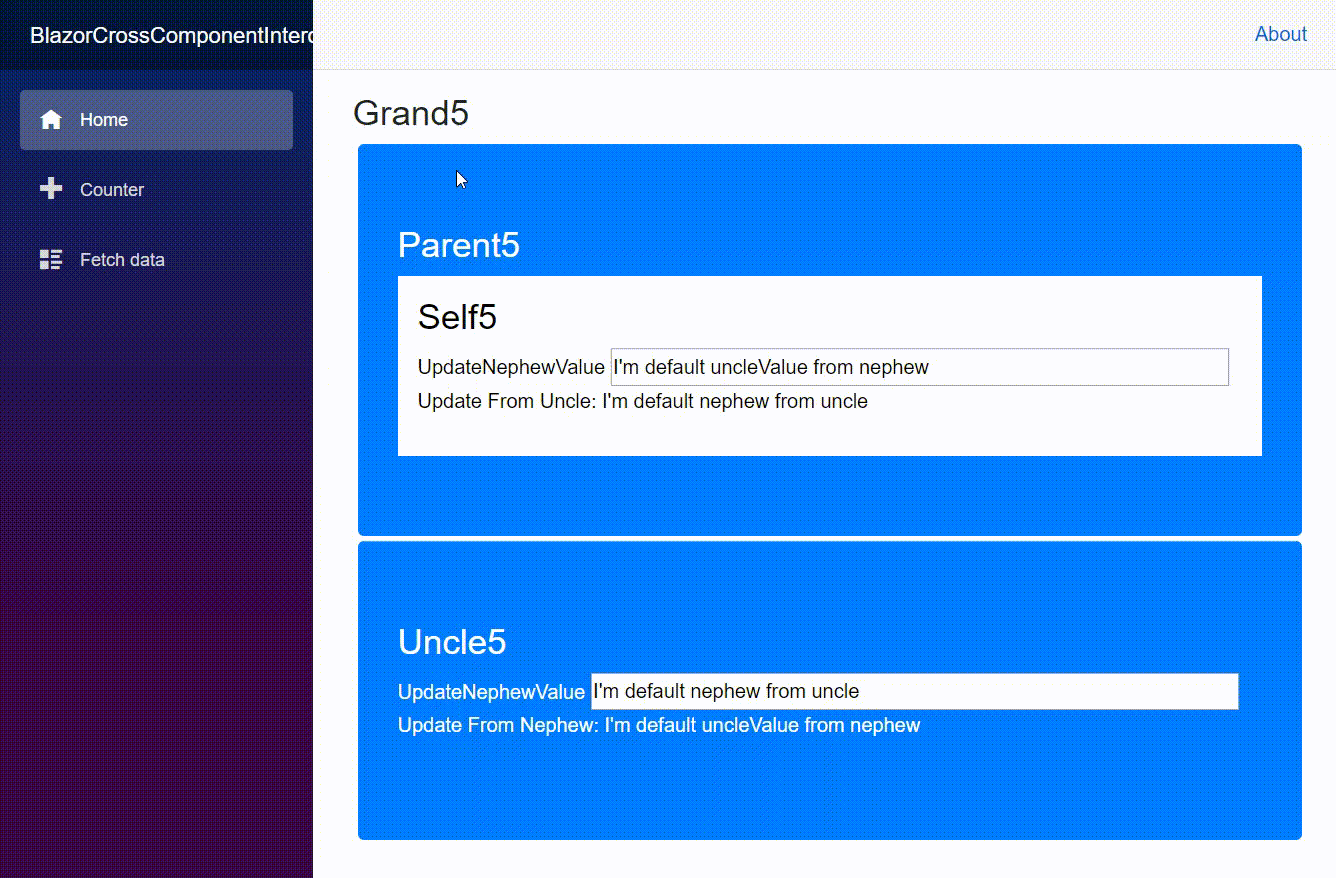 BlazorCrossComponentInterc
About
Home
Counter
Fetch data
Grand5
Parent5
Self5
UpdateNephewValue I'm default uncleValue from nephew
Update From Uncle: I'm default nephew from uncle
Uncle5
UpdateNephewValue I'm default nephew from uncle
Update From Nephew: I'm default uncleValue from nephew